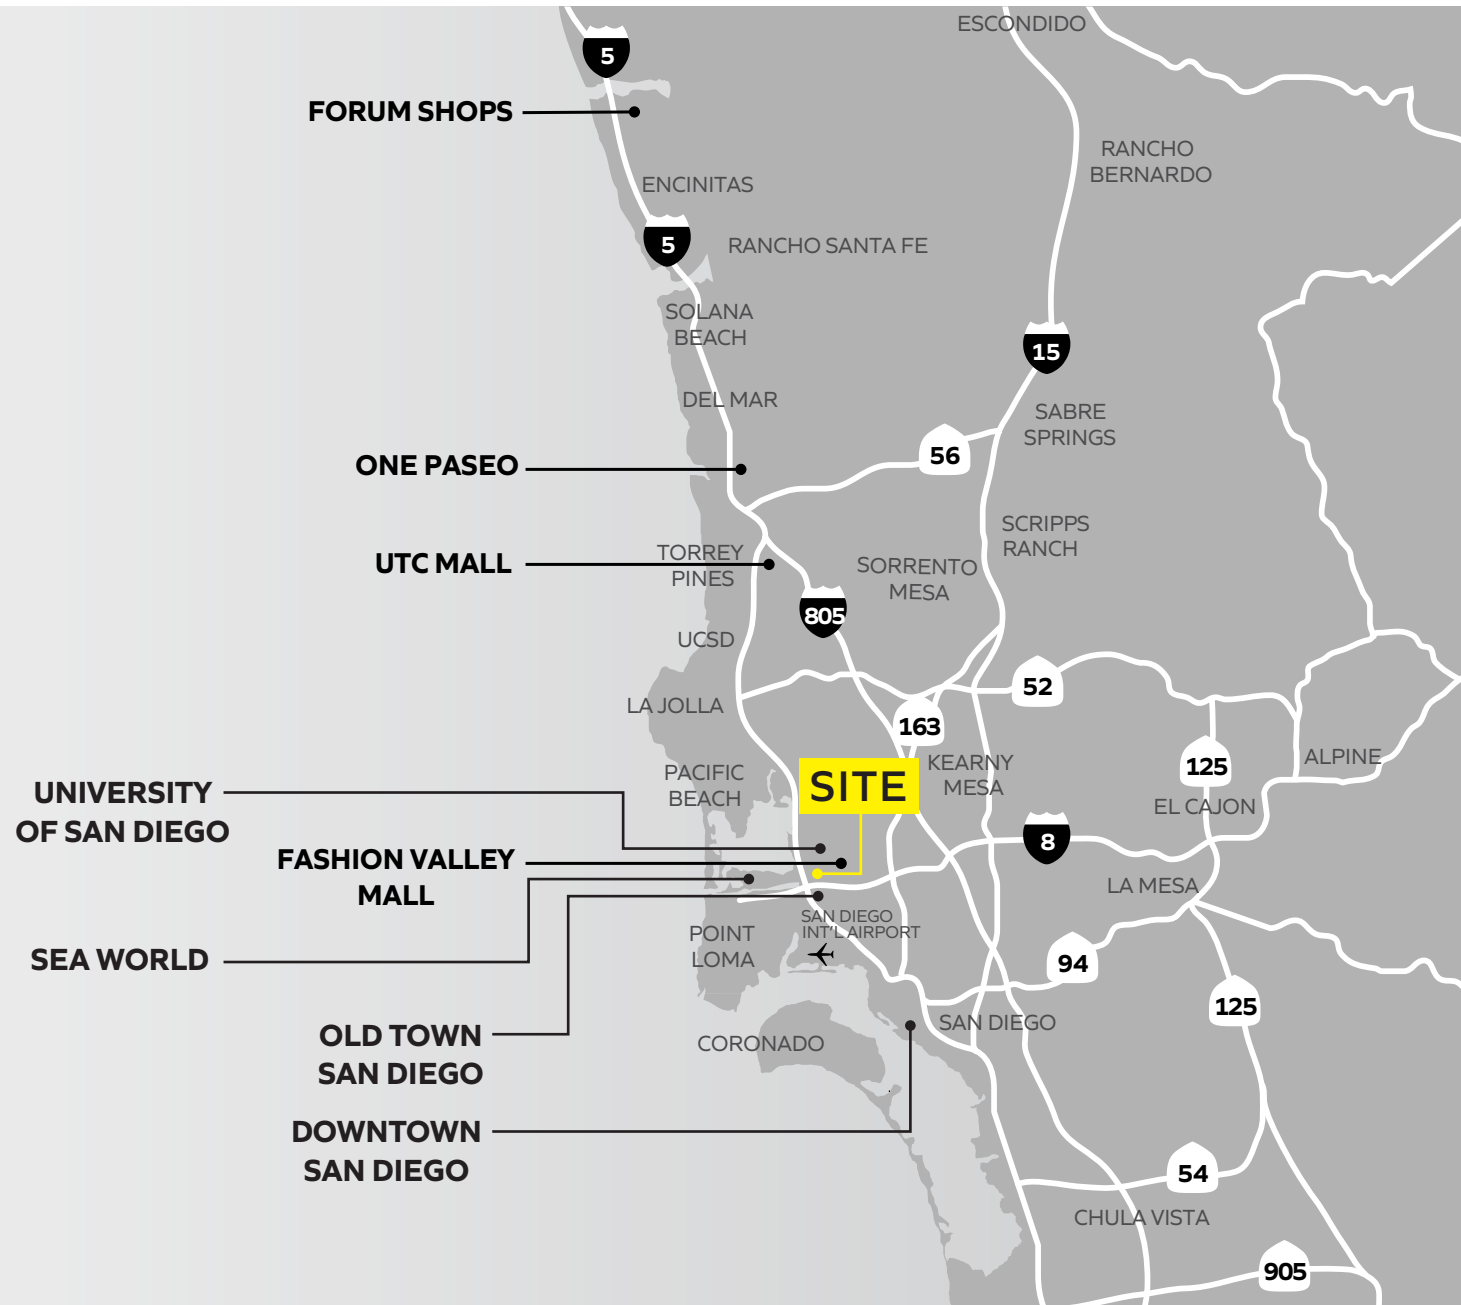 ESCONDIDO
5
FORUM SHOPS
RANCHO
BERNARDO
ENCINITAS
5
RANCHO SANTA FE
SOLANA
BEACH
15
DEL MAR
SABRE
SPRINGS
56
ONE PASEO
SCRIPPS
RANCH
UTC MALL
TORREY
PINES
SORRENTO
MESA
805
UCSD
52
LA JOLLA
163
KEARNY
MESA
125
ALPINE
PACIFIC
BEACH
SITE
EL CAJON
UNIVERSITY
OF SAN DIEGO
8
FASHION VALLEY
MALL
LA MESA
SAN DIEGO
INT'L AIRPORT
POINT
LOMA
SEA WORLD
94
125
OLD TOWN
SAN DIEGO
CORONADO
SAN DIEGO
DOWNTOWN
SAN DIEGO
54
CHULA VISTA
905